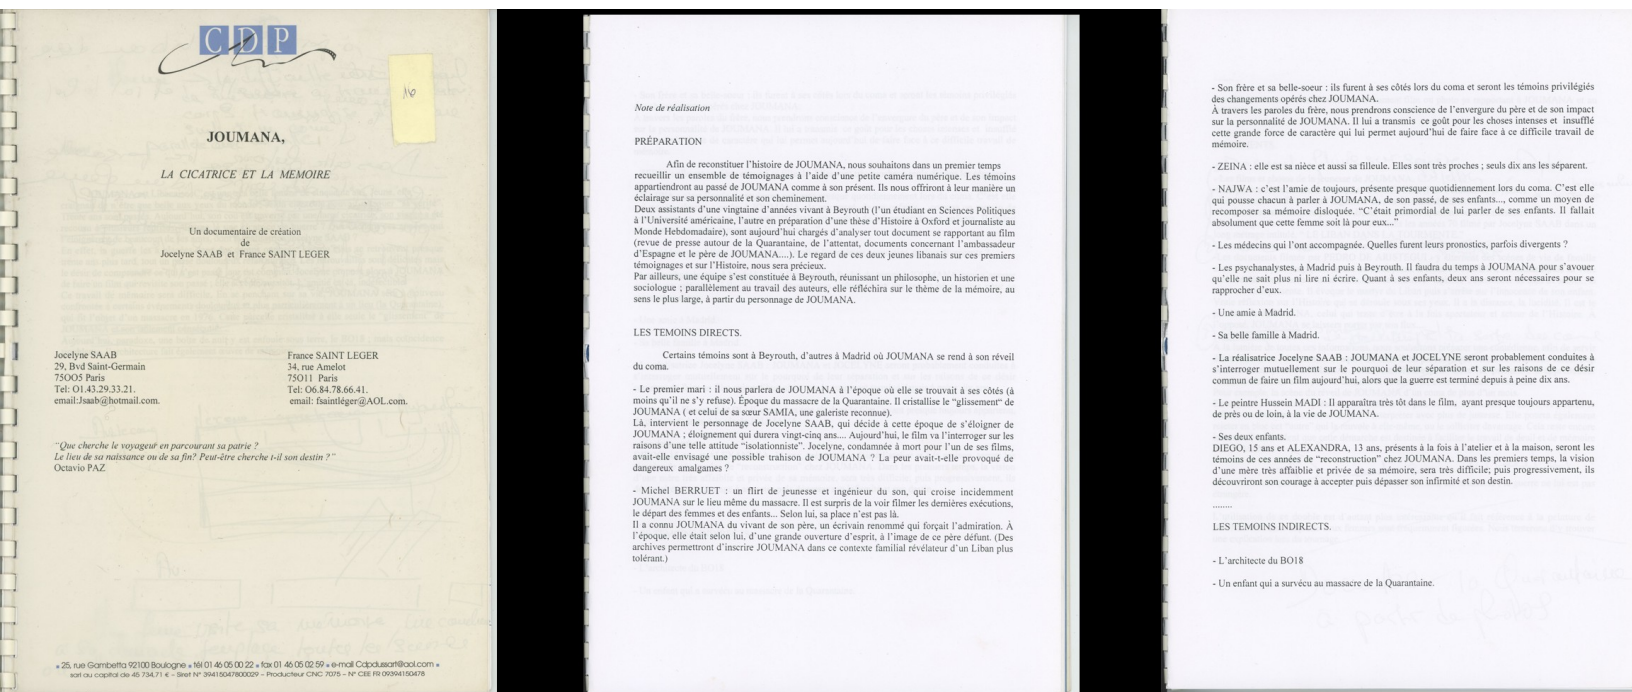 CDP
16
JOUMANA,
LA CICATRICE ET LA MEMOIRE
Un documentaire de création
de
Jocelyne SAAB et France SAINT LEGER
Jocelyne SAAB
29, Bvd Saint-Germain
75OO5 Paris
Tel: O1.43.29.33.21.
email:Jsaab@hotmail.com.
France SAINT LEGER
34, rue Amelot
75O11 Paris
Tel: O6.84.78.66.41.
email: fsaintléger@AOL.com.
"Que cherche le voyageur en parcourant sa patrie ?
Le lieu de sa naissance ou de sa fin? Peut-être cherche t-il son destin ?"
Octavio PAZ
25, rue Gambetta 92100 Boulogne • tél 01 46 05 00 22 • fax 01 46 05 02 59 • e-mail Cdpdussart@aol.com
sarl au capital de 45 734,71 € - Siret N° 39415047800029 - Producteur CNC 7075 - N° CEE FR 09394150478
Note de réalisation
PRÉPARATION
Afin de reconstituer l'histoire de JOUMANA, nous souhaitons dans un premier temps
recueillir un ensemble de témoignages à l'aide d'une petite caméra numérique. Les témoins
appartiendront au passé de JOUMANA comme à son présent. Ils nous offriront à leur manière un
éclairage sur sa personnalité et son cheminement.
Deux assistants d'une vingtaine d'années vivant à Beyrouth (l'un étudiant en Sciences Politiques
à l'Université américaine, l'autre en préparation d'une thèse d'Histoire à Oxford et journaliste au
Monde Hebdomadaire), sont aujourd'hui chargés d'analyser tout document se rapportant au film
(revue de presse autour de la Quarantaine, de l'attentat, documents concernant l'ambassadeur
d'Espagne et le père de JOUMANA....). Le regard de ces deux jeunes libanais sur ces premiers
témoignages et sur l'Histoire, nous sera précieux.
Par ailleurs, une équipe s'est constituée à Beyrouth, réunissant un philosophe, un historien et une
sociologue ; parallèlement au travail des auteurs, elle réfléchira sur le thème de la mémoire, au
sens le plus large, à partir du personnage de JOUMANA.
LES TEMOINS DIRECTS.
Certains témoins sont à Beyrouth, d'autres à Madrid où JOUMANA se rend à son réveil
du coma.
- Le premier mari : il nous parlera de JOUMANA à l'époque où elle se trouvait à ses côtés (à
moins qu'il ne s'y refuse). Époque du massacre de la Quarantaine. Il cristallise le "glissement" de
JOUMANA ( et celui de sa sœur SAMIA, une galeriste reconnue).
Là, intervient le personnage de Jocelyne SAAB, qui décide à cette époque de s'éloigner de
JOUMANA ; éloignement qui durera vingt-cinq ans.... Aujourd'hui, le film va l'interroger sur les
raisons d'une telle attitude "isolationniste". Jocelyne, condamnée à mort pour l'un de ses films,
avait-elle envisagé une possible trahison de JOUMANA ? La peur avait-t-elle provoqué de
dangereux amalgames ?
- Michel BERRUET : un flirt de jeunesse et ingénieur du son, qui croise incidemment
JOUMANA sur le lieu même du massacre. Il est surpris de la voir filmer les dernières exécutions,
le départ des femmes et des enfants... Selon lui, sa place n'est pas là.
Il a connu JOUMANA du vivant de son père, un écrivain renommé qui forçait l'admiration. À
l'époque, elle était selon lui, d'une grande ouverture d'esprit, à l'image de ce père défunt. (Des
archives permettront d'inscrire JOUMANA dans ce contexte familial révélateur d'un Liban plus
tolérant.)
- Son frère et sa belle-soeur : ils furent à ses côtés lors du coma et seront les témoins privilégiés
des changements opérés chez JOUMANA.
À travers les paroles du frère, nous prendrons conscience de l'envergure du père et de son impact
sur la personnalité de JOUMANA. Il lui a transmis ce goût pour les choses intenses et insufflé
cette grande force de caractère qui lui permet aujourd'hui de faire face à ce difficile travail de
mémoire.
- ZEINA : elle est sa nièce et aussi sa filleule. Elles sont très proches ; seuls dix ans les séparent.
- NAJWA : c'est l'amie de toujours, présente presque quotidiennement lors du coma. C'est elle
qui pousse chacun à parler à JOUMANA, de son passé, de ses enfants..., comme un moyen de
recomposer sa mémoire disloquée. "C'était primordial de lui parler de ses enfants. Il fallait
absolument que cette femme soit là pour eux..."
- Les médecins qui l'ont accompagnée. Quelles furent leurs pronostics, parfois divergents ?
- Les psychanalystes, à Madrid puis à Beyrouth. Il faudra du temps à JOUMANA pour s'avouer
qu'elle ne sait plus ni lire ni écrire. Quant à ses enfants, deux ans seront nécessaires pour se
rapprocher d'eux.
- Une amie à Madrid.
- Sa belle famille à Madrid.
- La réalisatrice Jocelyne SAAB : JOUMANA et JOCELYNE seront probablement conduites à
s'interroger mutuellement sur le pourquoi de leur séparation et sur les raisons de ce désir
commun de faire un film aujourd'hui, alors que la guerre est terminé depuis à peine dix ans.
- Le peintre Hussein MADI : Il apparaîtra très tôt dans le film, ayant presque toujours appartenu,
de près ou de loin, à la vie de JOUMANA.
- Ses deux enfants.
DIEGO, 15 ans et ALEXANDRA, 13 ans, présents à la fois à l'atelier et à la maison, seront les
témoins de ces années de "reconstruction" chez JOUMANA. Dans les premiers temps, la vision
d'une mère très affaiblie et privée de sa mémoire, sera très difficile; puis progressivement, ils
découvriront son courage à accepter puis dépasser son infirmité et son destin.
........
LES TEMOINS INDIRECTS.
- L'architecte du BO18
- Un enfant qui a survécu au massacre de la Quarantaine.